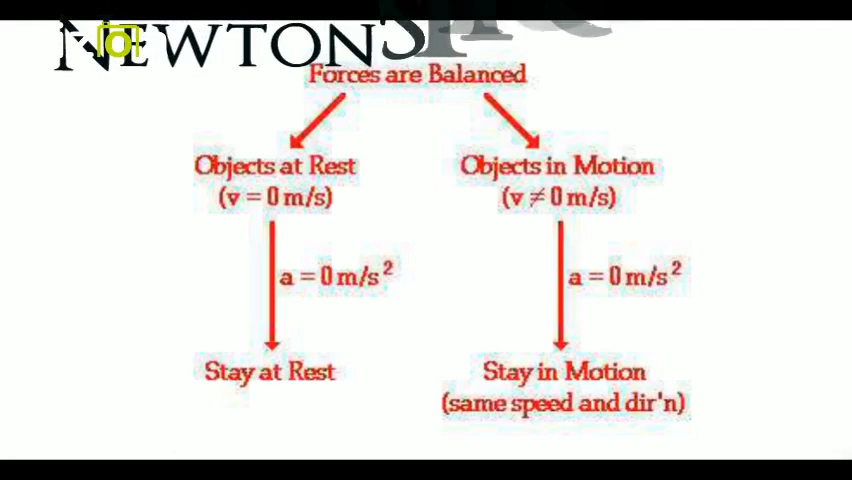 NEWTONS
Forces are Balanced
Objects at Rest
(v = 0 m/s)
Objects in Motion
(v ≠ 0 m/s)
a = 0 m/s²
a = 0 m/s²
Stay at Rest
Stay in Motion
(same speed and dir'n)